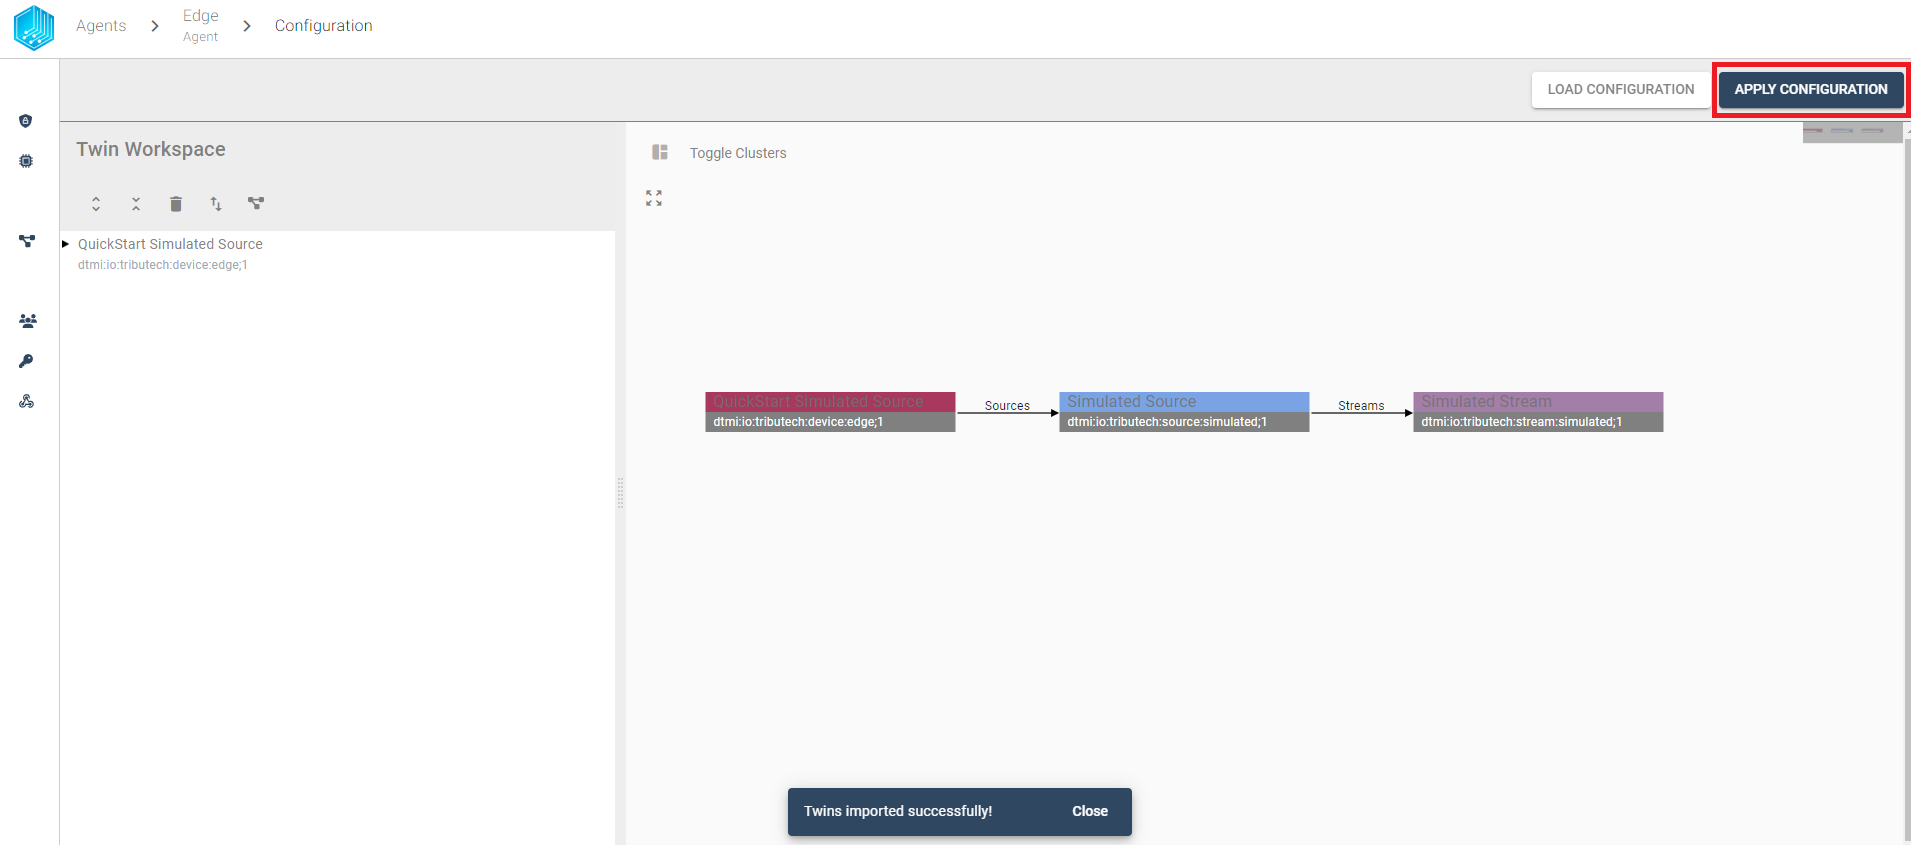 Agents
Edge
Agent
Configuration
LOAD CONFIGURATION
APPLY CONFIGURATION
Twin Workspace
Toggle Clusters
QuickStart Simulated Source
dtmi:io:tributech:device:edge;1
QuickStart Simulated Source
dtmi:io:tributech:device:edge;1
Sources
Simulated Source
dtmi:io:tributech:source:simulated;1
Streams
Simulated Stream
dtmi:io:tributech:stream:simulated;1
Twins imported successfully!
Close